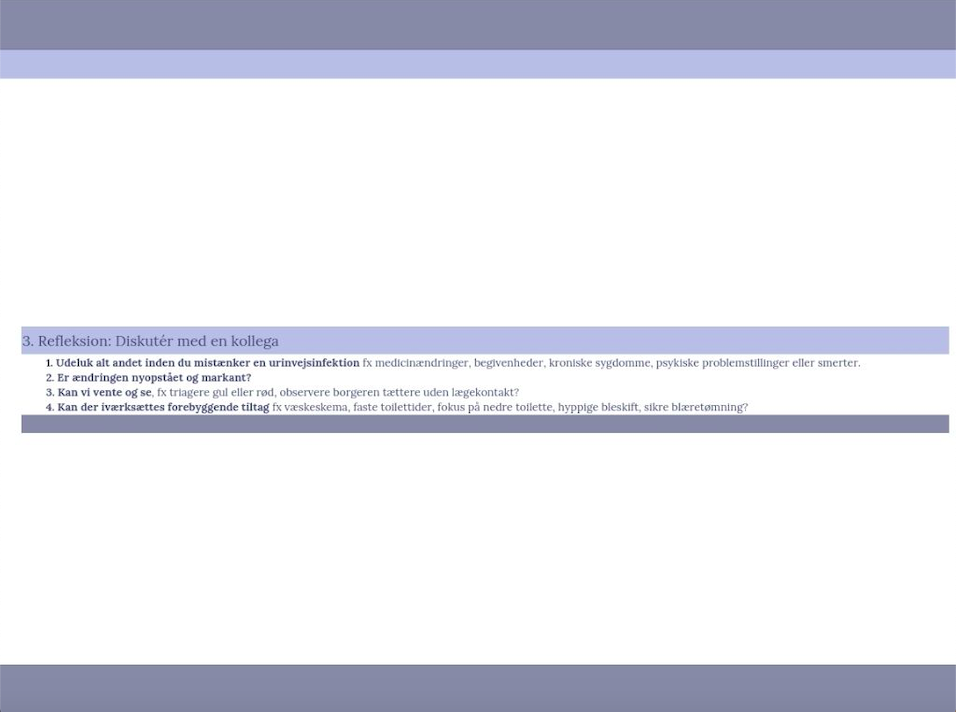 3. Refleksion: Diskutér med en kollega
1. Udeluk alt andet inden du mistænker en urinvejsinfektion fx medicinændringer, begivenheder, kroniske sygdomme, psykiske problemstillinger eller smerter.
2. Er ændringen nyopstået og markant?
3. Kan vi vente og se, fx triagere gul eller rød, observere borgeren tættere uden lægekontakt?
4. Kan der iværksættes forebyggende tiltag fx væskeskema, faste toilettider, fokus på nedre toilette, hyppige bleskift, sikre blæretømning?